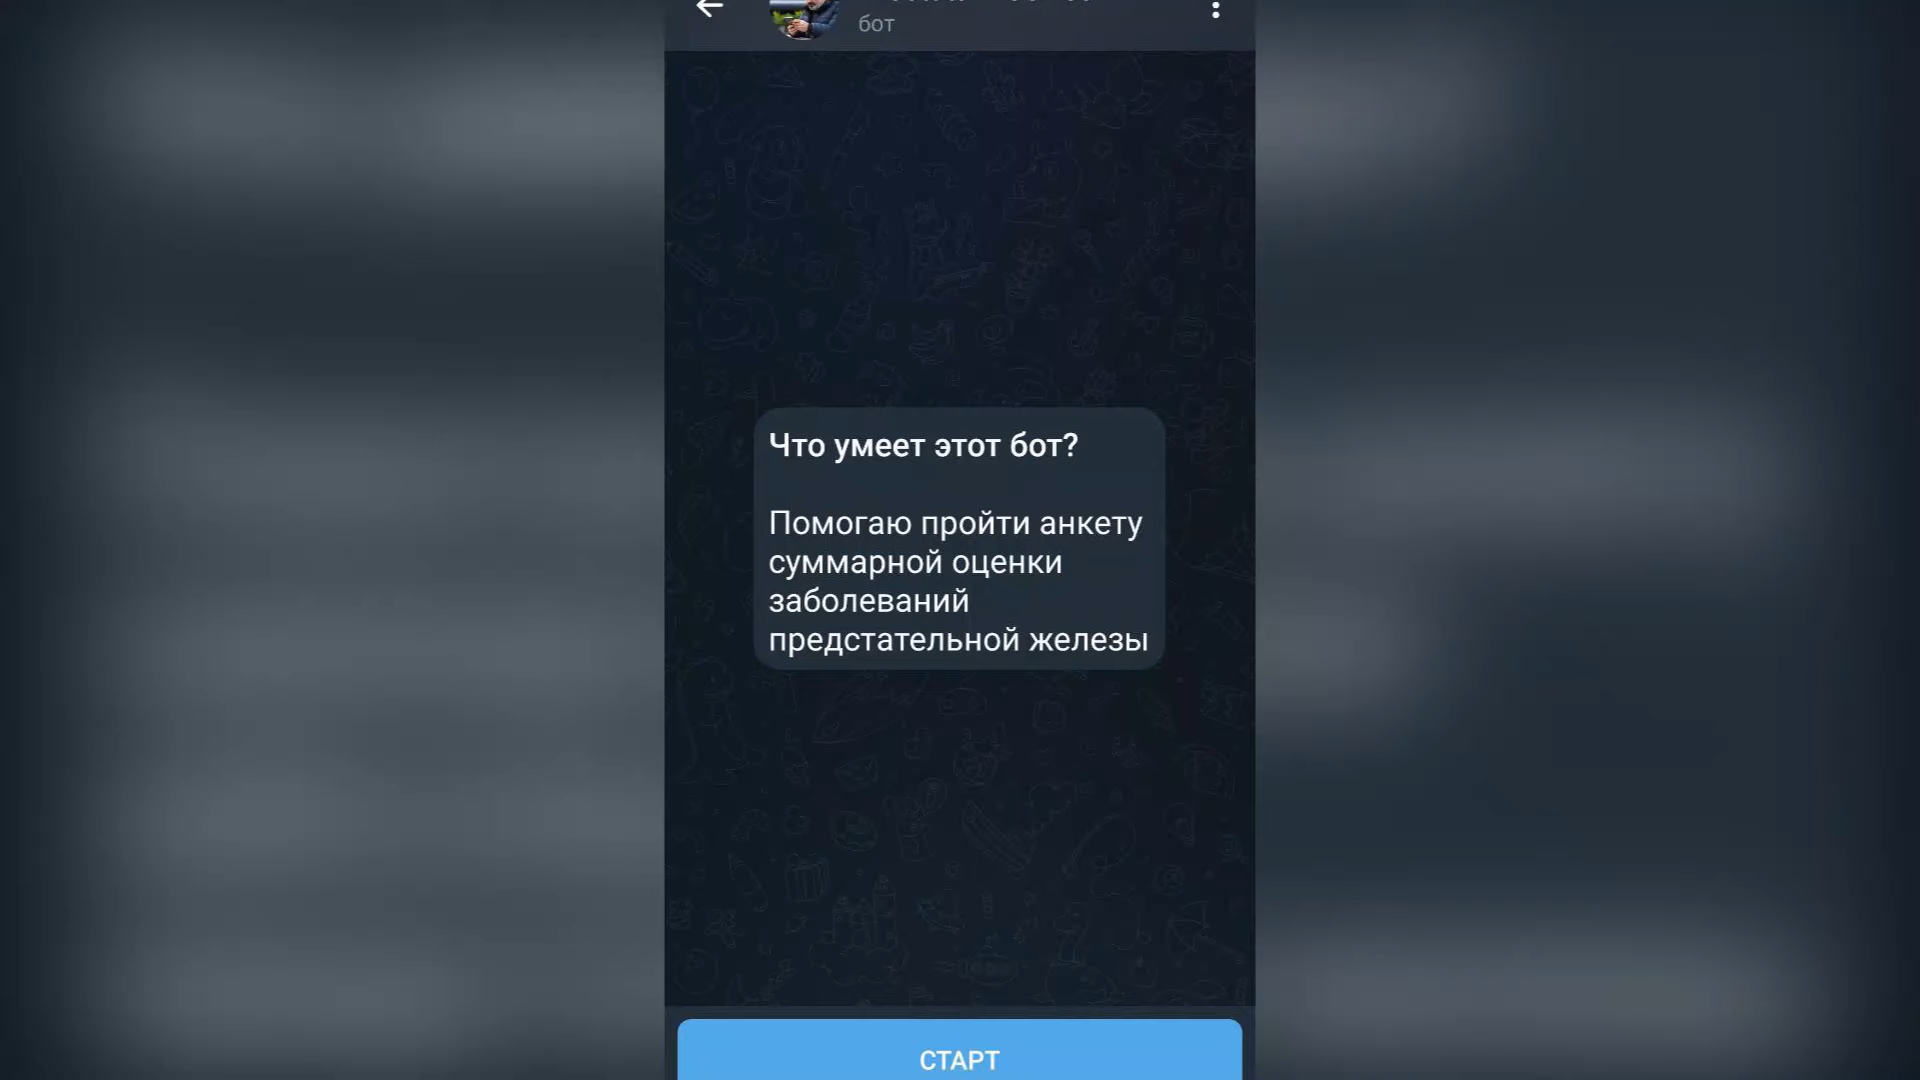 бот
Что умеет этот бот?
Помогаю пройти анкету
суммарной оценки
заболеваний
предстательной железы
СТАРТ